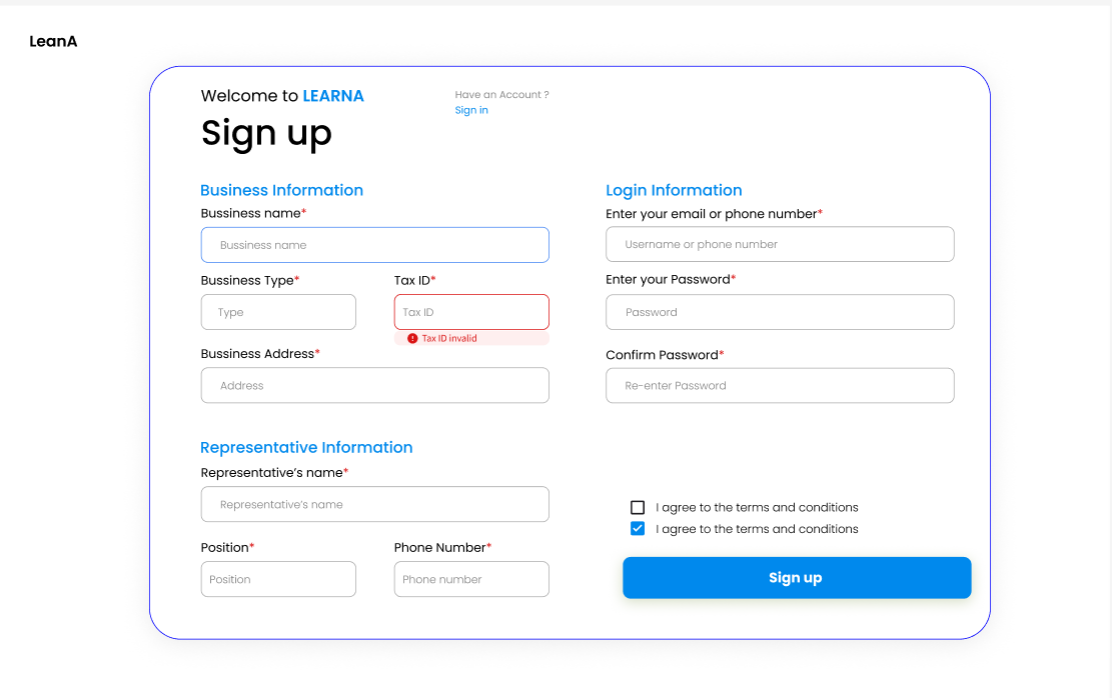 LeanA
Welcome to LEARNA
Have an Account ?
Sign in
Sign up
Business Information
Bussiness name*
Bussiness name
Bussiness Type*
Tax ID*
Type
Tax ID
Tax ID invalid
Bussiness Address*
Address
Representative Information
Representative's name*
Representative's name
Position*
Phone Number*
Position
Phone number
Login Information
Enter your email or phone number*
Username or phone number
Enter your Password*
Password
Confirm Password*
Re-enter Password
I agree to the terms and conditions
I agree to the terms and conditions
Sign up